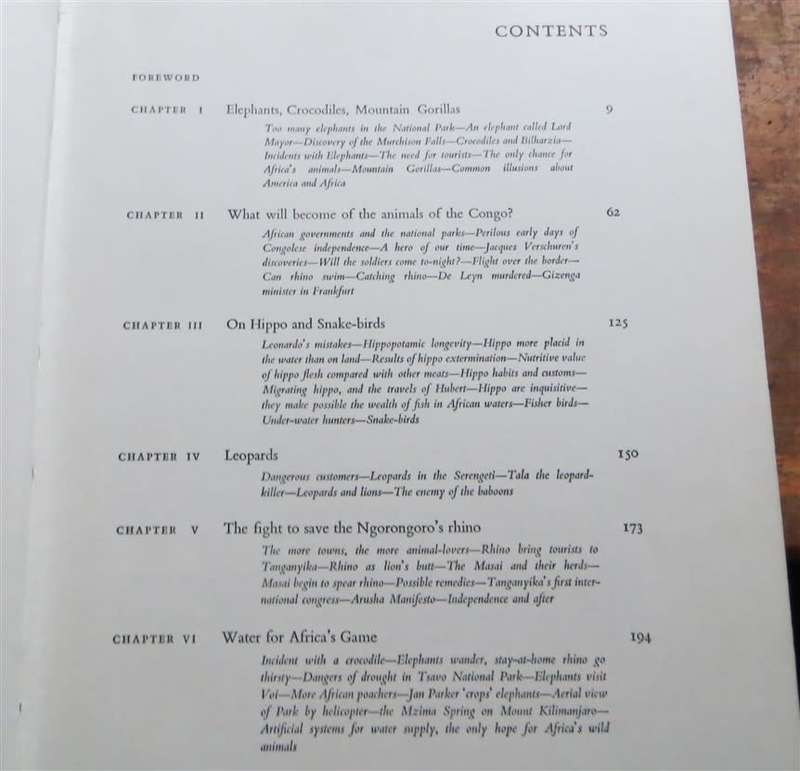 CONTENTS
FOREWORD
CHAPTER I Elephants, Crocodiles, Mountain Gorillas 9
Too many elephants in the National Park—An elephant called Lord
Mayor—Discovery of the Murchison Falls—Crocodiles and Bilharzia—
Incidents with Elephants—The need for tourists—The only chance for
Africa's animals—Mountain Gorillas—Common illusions about
America and Africa
CHAPTER II What will become of the animals of the Congo? 62
African governments and the national parks—Perilous early days of
Congolese independence—A hero of our time—Jacques Verschuren's
discoveries—Will the soldiers come to-night?—Flight over the border—
Can rhino swim—Catching rhino—De Leyn murdered—Gizenga
minister in Frankfurt
CHAPTER III On Hippo and Snake-birds 125
Leonardo's mistakes—Hippopotamic longevity—Hippo more placid in
the water than on land—Results of hippo extermination—Nutritive value
of hippo flesh compared with other meats—Hippo habits and customs—
Migrating hippo, and the travels of Hubert—Hippo are inquisitive—
they make possible the wealth of fish in African waters—Fisher birds—
Under-water hunters—Snake-birds
CHAPTER IV Leopards 150
Dangerous customers—Leopards in the Serengeti—Tala the leopard-
killer—Leopards and lions—The enemy of the baboons
CHAPTER V The fight to save the Ngorongoro's rhino 173
The more towns, the more animal-lovers—Rhino bring tourists to
Tanganyika—Rhino as lion's butt—The Masai and their herds—
Masai begin to spear rhino—Possible remedies—Tanganyika's first inter-
national congress—Arusha Manifesto—Independence and after
CHAPTER VI Water for Africa's Game 194
Incident with a crocodile—Elephants wander, stay-at-home rhino go
thirsty—Dangers of drought in Tsavo National Park—Elephants visit
Voi—More African poachers—Jan Parker 'crops' elephants—Aerial view
of Park by helicopter—the Mzima Spring on Mount Kilimanjaro—
Artificial systems for water supply, the only hope for Africa's wild
animals